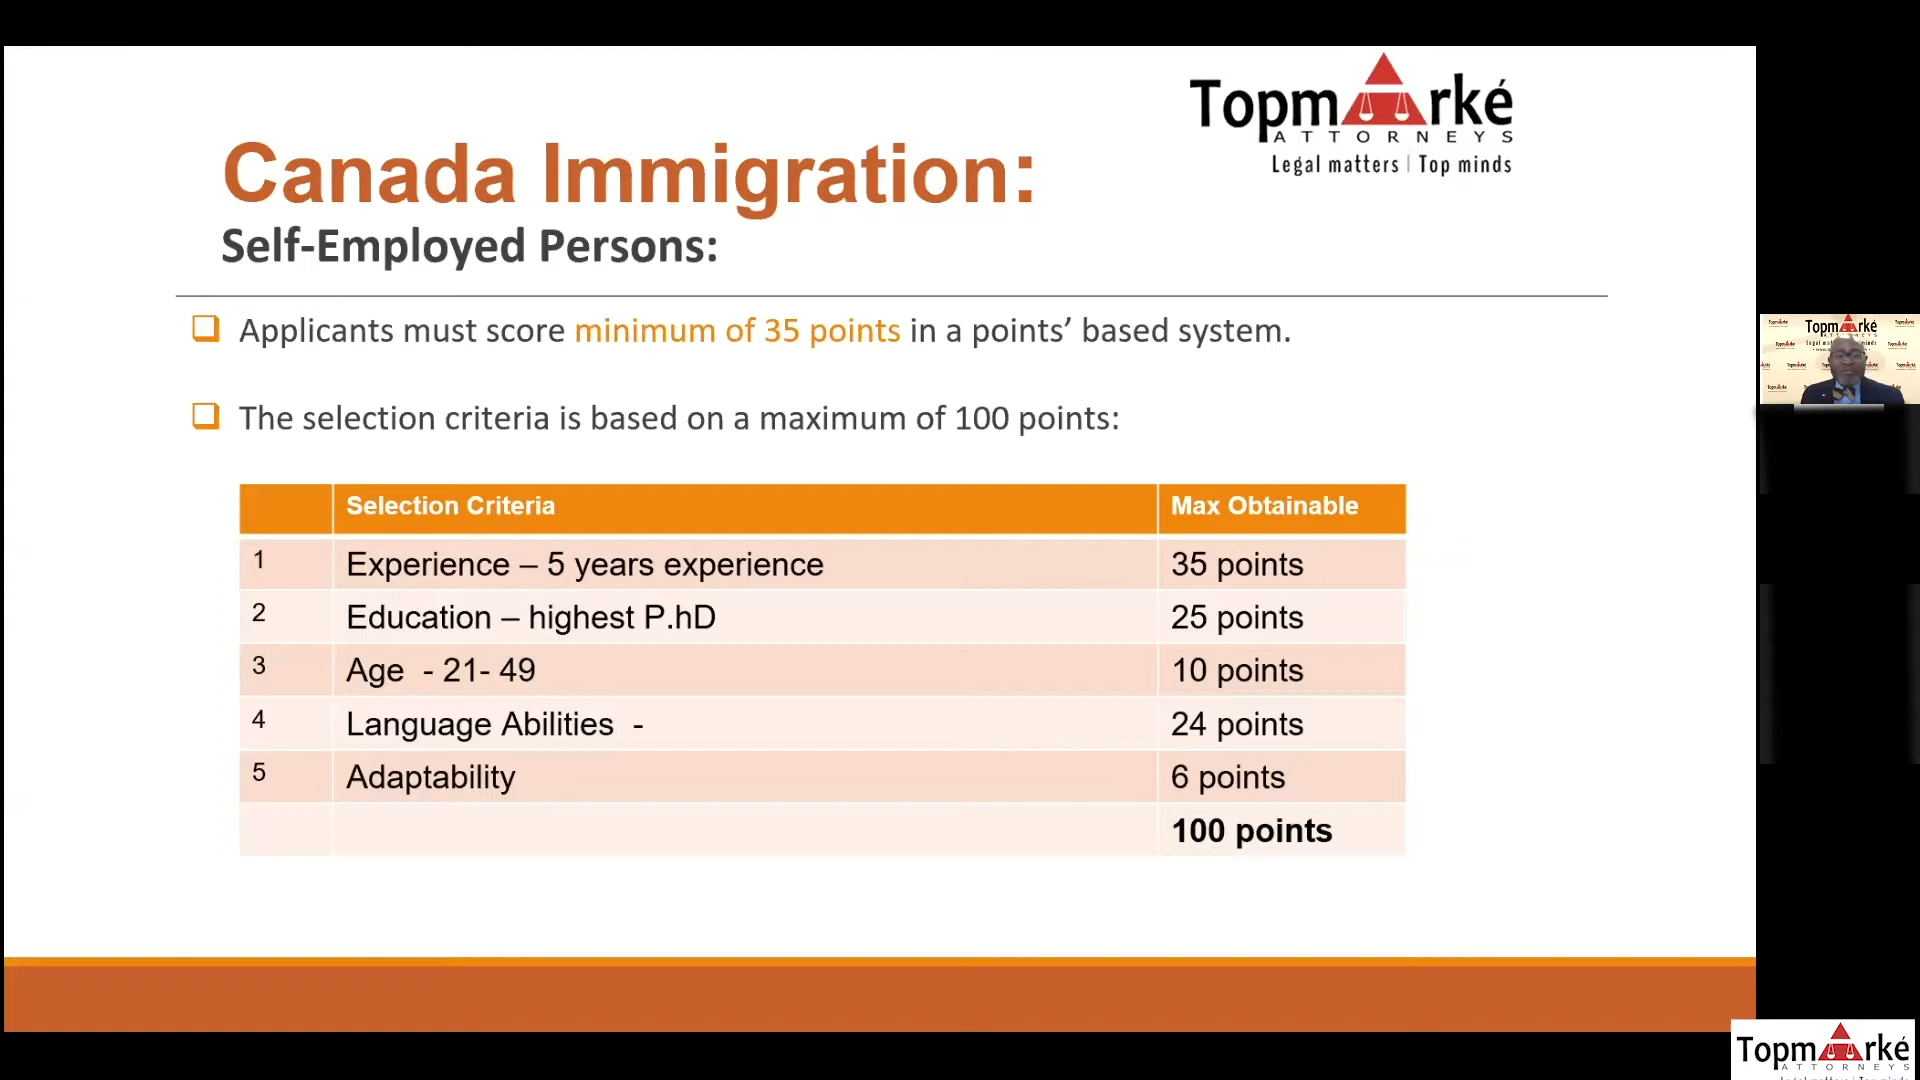 Topmarké
ATTORNEYS
Legal matters | Top minds
Canada Immigration:
Self-Employed Persons:
Applicants must score minimum of 35 points in a points’ based system.
The selection criteria is based on a maximum of 100 points:
Selection Criteria Max Obtainable
1 Experience – 5 years experience 35 points
2 Education – highest P.hD 25 points
3 Age - 21- 49 10 points
4 Language Abilities - 24 points
5 Adaptability 6 points
100 points
Topmarké
Topmarké
ATTORNEYS